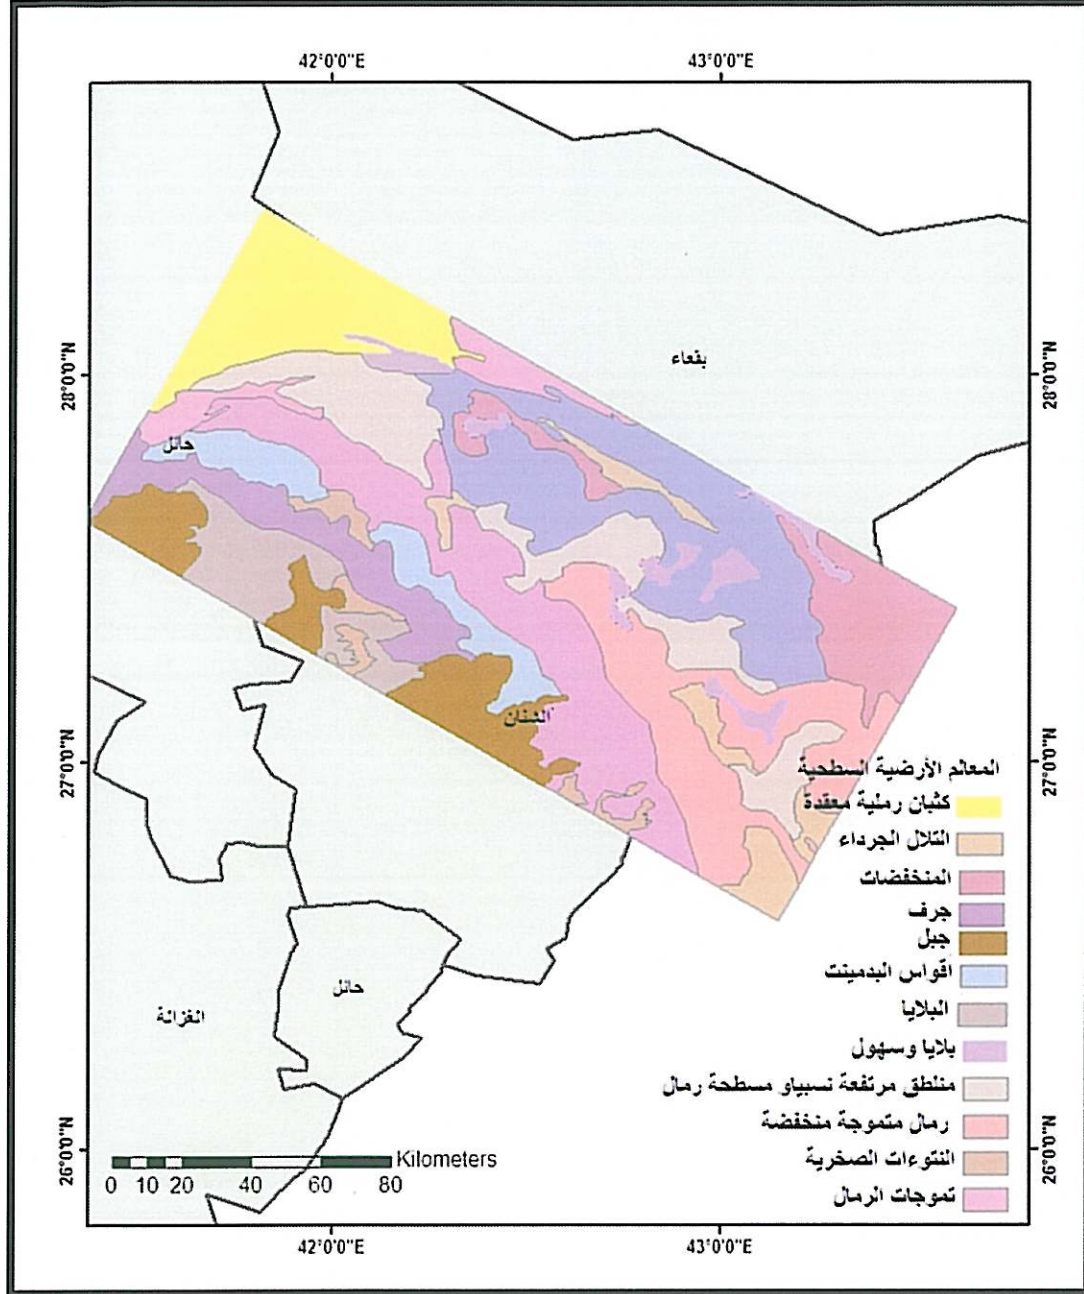 42°0'0"E 43°0'0"E
28°0'0"N 28°0'0"N
بقعاء
حائل
الشنان
27°0'0"N 27°0'0"N
المعالم الأرضية السطحية
كثبان رملية معقدة
التلال الجرداء
المنخفضات
جرف
جبل
اقواس البدمينت
البلايا
بلايا وسهول
منلطق مرتفعة نسبياو مسطحة رمال
رمال متموجة منخفضة
النتوءات الصخرية
تموجات الرمال
حائل
الغزالة
26°0'0"N 26°0'0"N
Kilometers
0 10 20 40 60 80
42°0'0"E 43°0'0"E